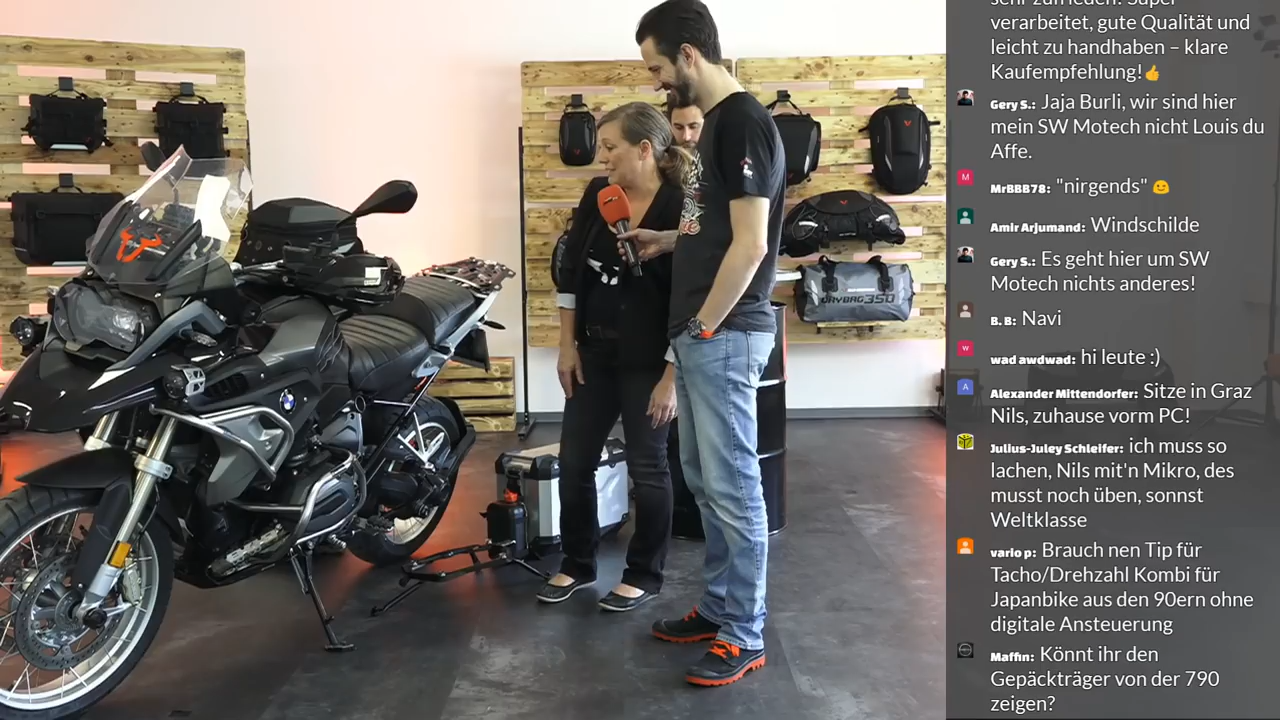 sehr zum leuen. Super
verarbeitet, gute Qualität und
leicht zu handhaben – klare
Kaufempfehlung!👍
Gery S.: Jaja Burli, wir sind hier
mein SW Motech nicht Louis du
Affe.
MrBBB78: "nirgends" 😋
Amir Arjumand: Windschilde
Gery S.: Es geht hier um SW
Motech nichts anderes!
B. B: Navi
wad awdwad: hi leute :)
Alexander Mittendorfer: Sitze in Graz
Nils, zuhause vorm PC!
Julius-Juley Schleifer: ich muss so
lachen, Nils mit'n Mikro, des
musst noch üben, sonnst
Weltklasse
vario p: Brauch nen Tip für
Tacho/Drehzahl Kombi für
Japanbike aus den 90ern ohne
digitale Ansteuerung
Maffin: Könnt ihr den
Gepäckträger von der 790
zeigen?
DRYBAG 350